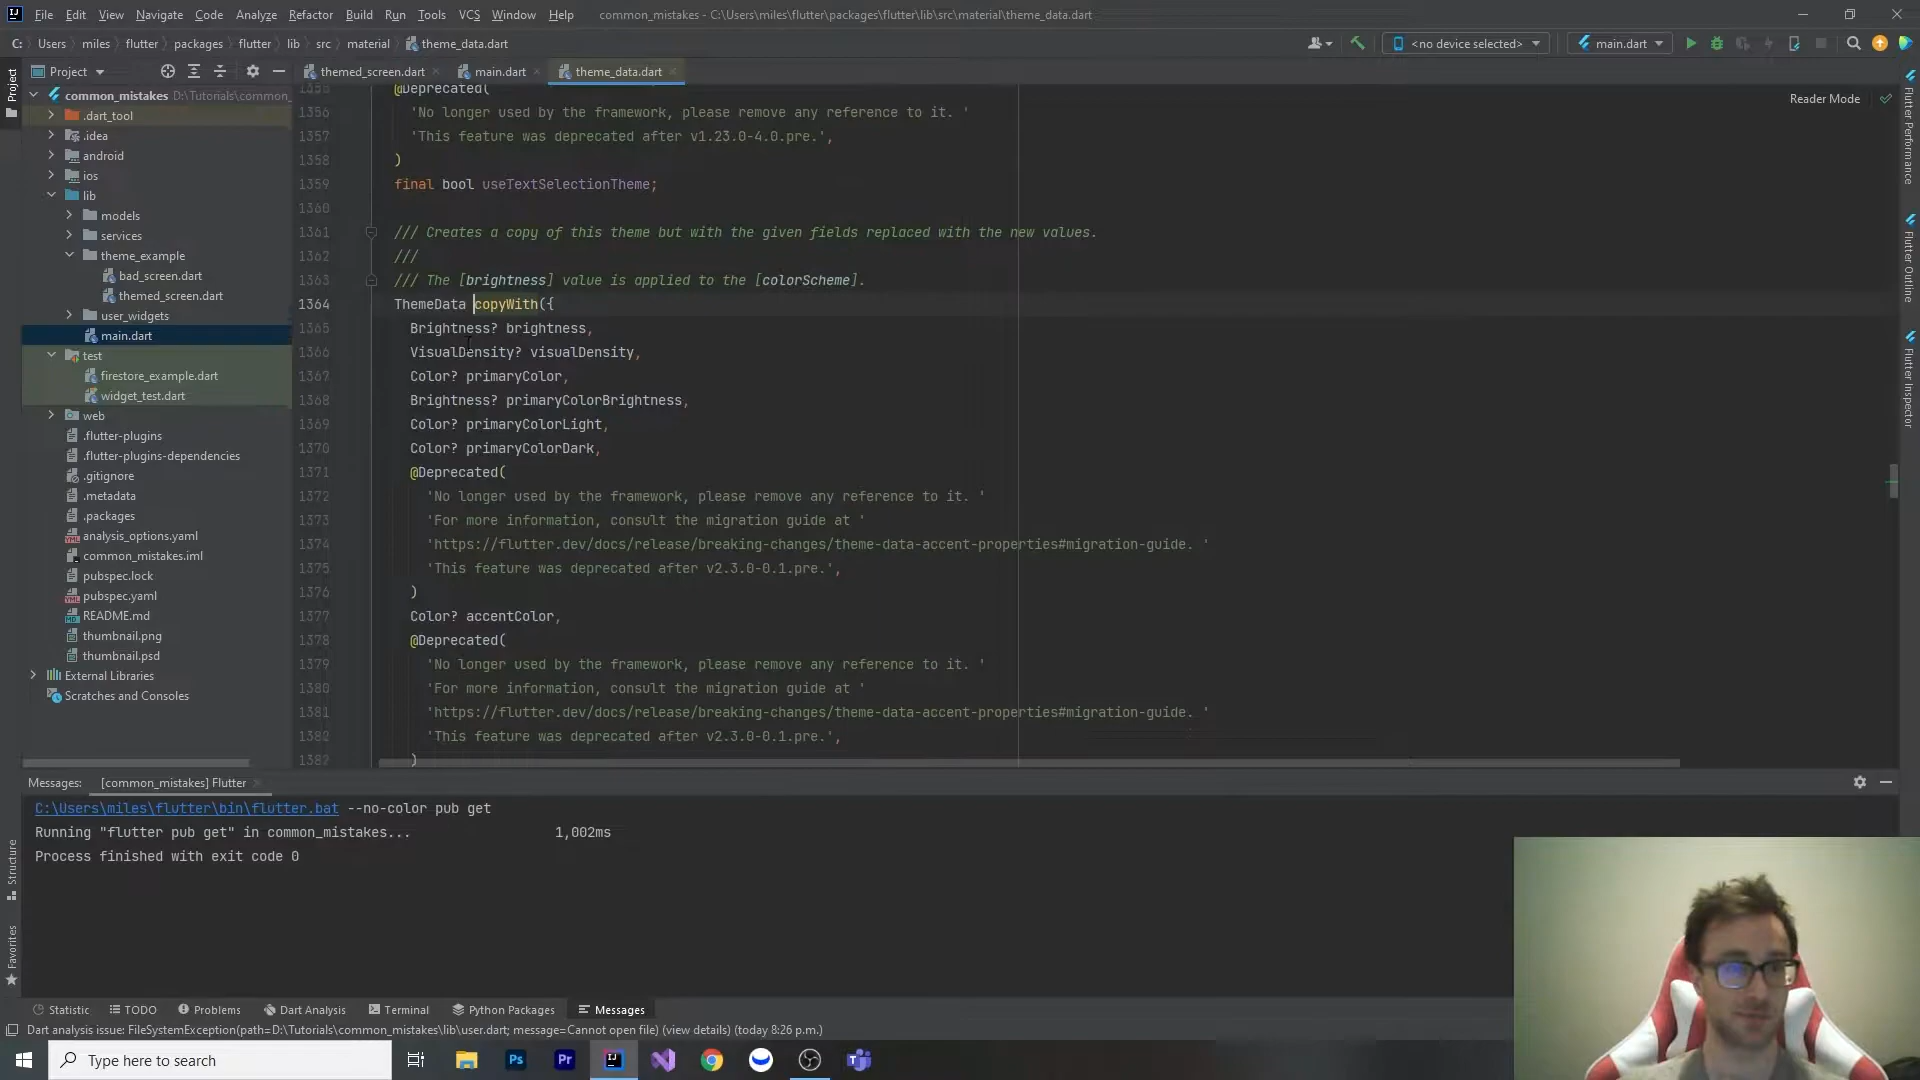 File Edit View Navigate Code Analyze Refactor Build Run Tools VCS Window Help common_mistakes - C:\Users\miles\flutter\packages\flutter\lib\src\material\theme_data.dart
C: Users miles flutter packages flutter lib src material theme_data.dart <no device selected> main.dart
Project themed_screen.dart main.dart theme_data.dart
Project
common_mistakes D:\Tutorials\common_
.dart_tool
.idea
android
ios
lib
models
services
theme_example
bad_screen.dart
themed_screen.dart
user_widgets
main.dart
test
firestore_example.dart
widget_test.dart
web
.flutter-plugins
.flutter-plugins-dependencies
.gitignore
.metadata
.packages
analysis_options.yaml
common_mistakes.iml
pubspec.lock
pubspec.yaml
README.md
thumbnail.png
thumbnail.psd
External Libraries
Scratches and Consoles
Reader Mode
1355 @Deprecated(
1356 'No longer used by the framework, please remove any reference to it. '
1357 'This feature was deprecated after v1.23.0-4.0.pre.',
1358 )
1359 final bool useTextSelectionTheme;
1360
1361 /// Creates a copy of this theme but with the given fields replaced with the new values.
1362 ///
1363 /// The [brightness] value is applied to the [colorScheme].
1364 ThemeData copyWith({
1365 Brightness? brightness,
1366 VisualDensity? visualDensity,
1367 Color? primaryColor,
1368 Brightness? primaryColorBrightness,
1369 Color? primaryColorLight,
1370 Color? primaryColorDark,
1371 @Deprecated(
1372 'No longer used by the framework, please remove any reference to it. '
1373 'For more information, consult the migration guide at '
1374 'https://flutter.dev/docs/release/breaking-changes/theme-data-accent-properties#migration-guide. '
1375 'This feature was deprecated after v2.3.0-0.1.pre.',
1376 )
1377 Color? accentColor,
1378 @Deprecated(
1379 'No longer used by the framework, please remove any reference to it. '
1380 'For more information, consult the migration guide at '
1381 'https://flutter.dev/docs/release/breaking-changes/theme-data-accent-properties#migration-guide. '
1382 'This feature was deprecated after v2.3.0-0.1.pre.',
1382 )
Flutter Performance
Flutter Outline
Flutter Inspector
Messages: [common_mistakes] Flutter
C:\Users\miles\flutter\bin\flutter.bat --no-color pub get
Running "flutter pub get" in common_mistakes... 1,002ms
Process finished with exit code 0
Structure
Favorites
Statistic TODO Problems Dart Analysis Terminal Python Packages Messages
Dart analysis issue: FileSystemException(path=D:\Tutorials\common_mistakes\lib\user.dart; message=Cannot open file) (view details) (today 8:26 p.m.)
Type here to search